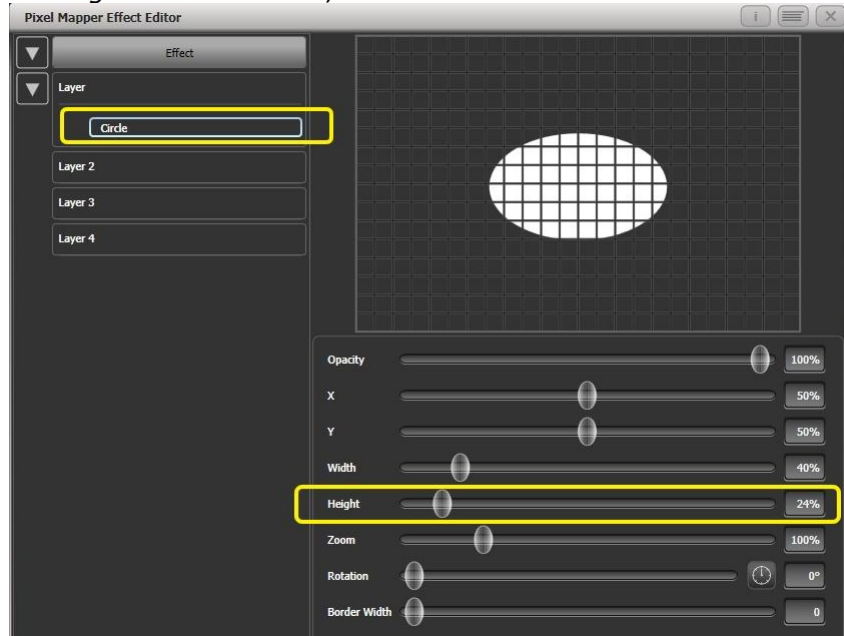 Pixel Mapper Effect Editor
i
Effect
Layer
Circle
Layer 2
Layer 3
Layer 4
Opacity 100%
X 50%
Y 50%
Width 40%
Height 24%
Zoom 100%
Rotation 0°
Border Width 0